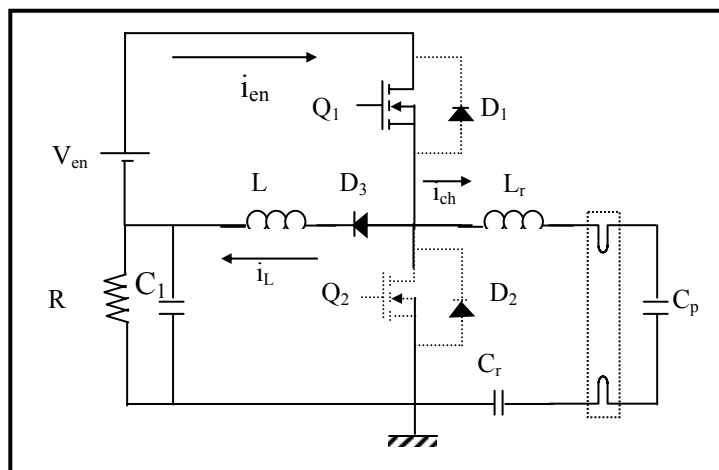 i_en
Q_1
D_1
V_en
L
D_3
i_ch
L_r
i_L
R
C_1
Q_2
D_2
C_p
C_r